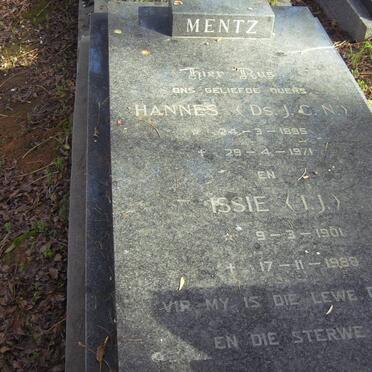 MENTZ
Hier Rus
ONS GELIEFDE OUERS
HANNES (Ds. J.C.N.)
* 24-3-1895
† 29-4-1971
EN
ISSIE (I.J.)
* 9-3-1901
† 17-11-1989
VIR MY IS DIE LEWE
EN DIE STERWE